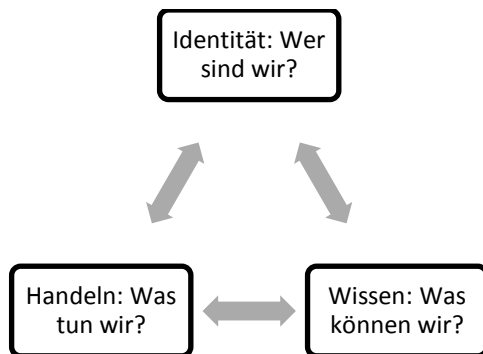 Identität: Wer
sind wir?
Handeln: Was
tun wir?
Wissen: Was
können wir?